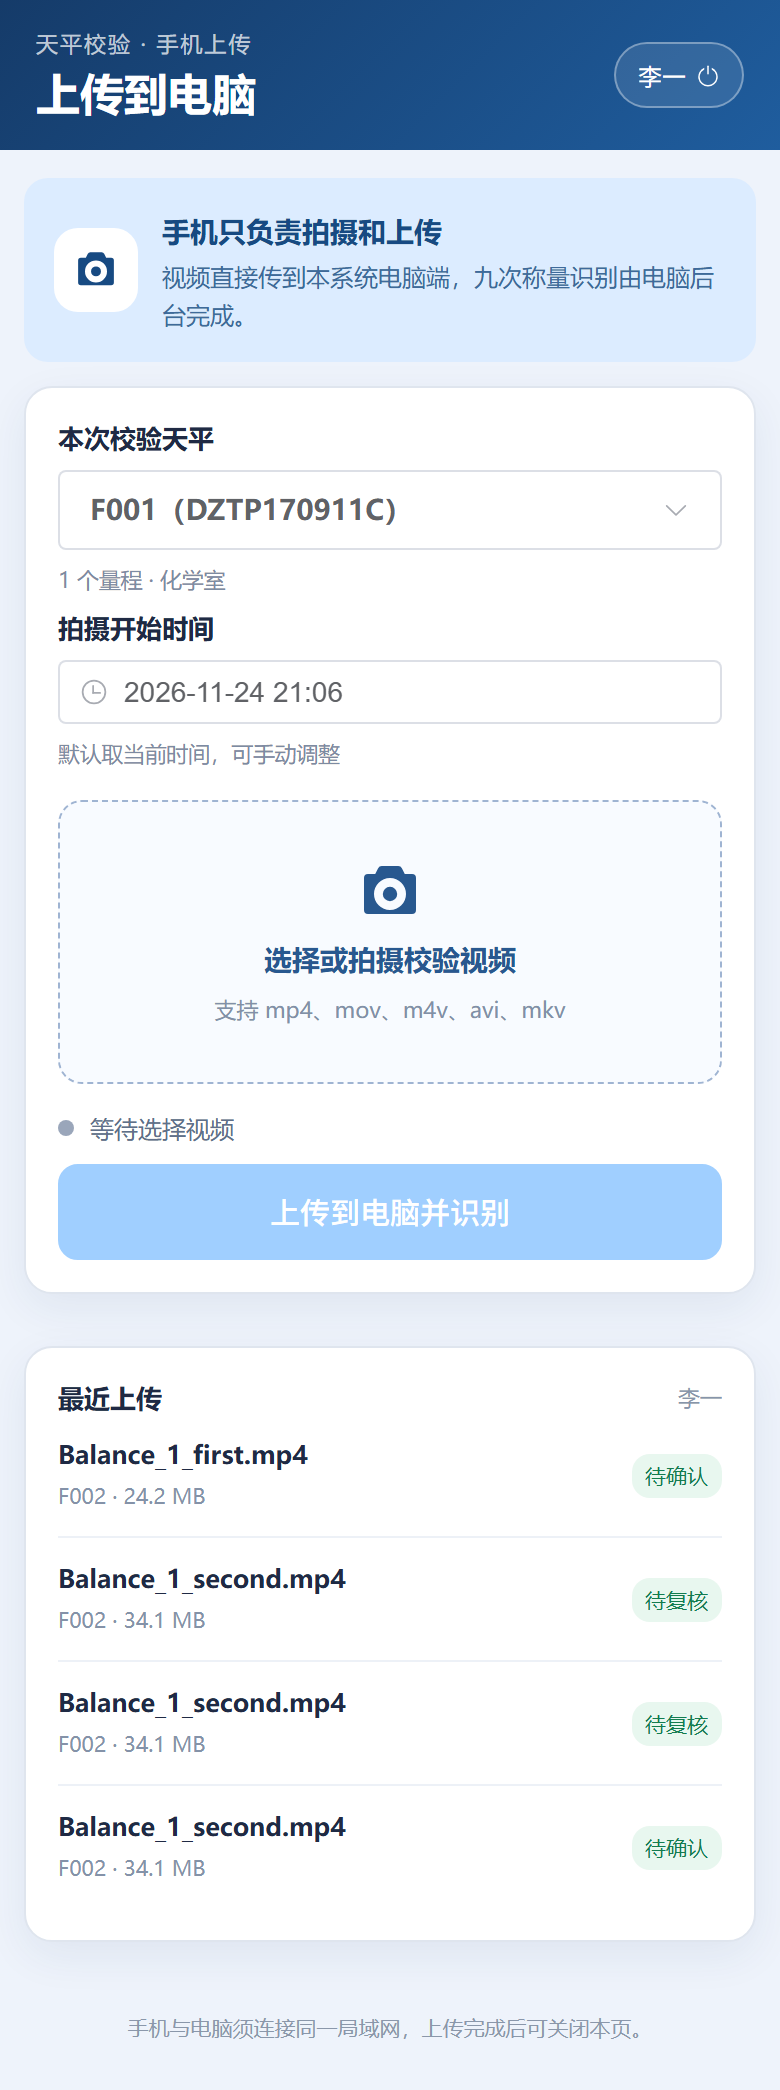 天平校验 · 手机上传
上传到电脑
李一
手机只负责拍摄和上传
视频直接传到本系统电脑端，九次称量识别由电脑后
台完成。
本次校验天平
F001（DZTP170911C）
1 个量程 · 化学室
拍摄开始时间
2026-11-24 21:06
默认取当前时间，可手动调整
选择或拍摄校验视频
支持 mp4、mov、m4v、avi、mkv
等待选择视频
上传到电脑并识别
最近上传
李一
Balance_1_first.mp4
待确认
F002 · 24.2 MB
Balance_1_second.mp4
待复核
F002 · 34.1 MB
Balance_1_second.mp4
待复核
F002 · 34.1 MB
Balance_1_second.mp4
待确认
F002 · 34.1 MB
手机与电脑须连接同一局域网，上传完成后可关闭本页。